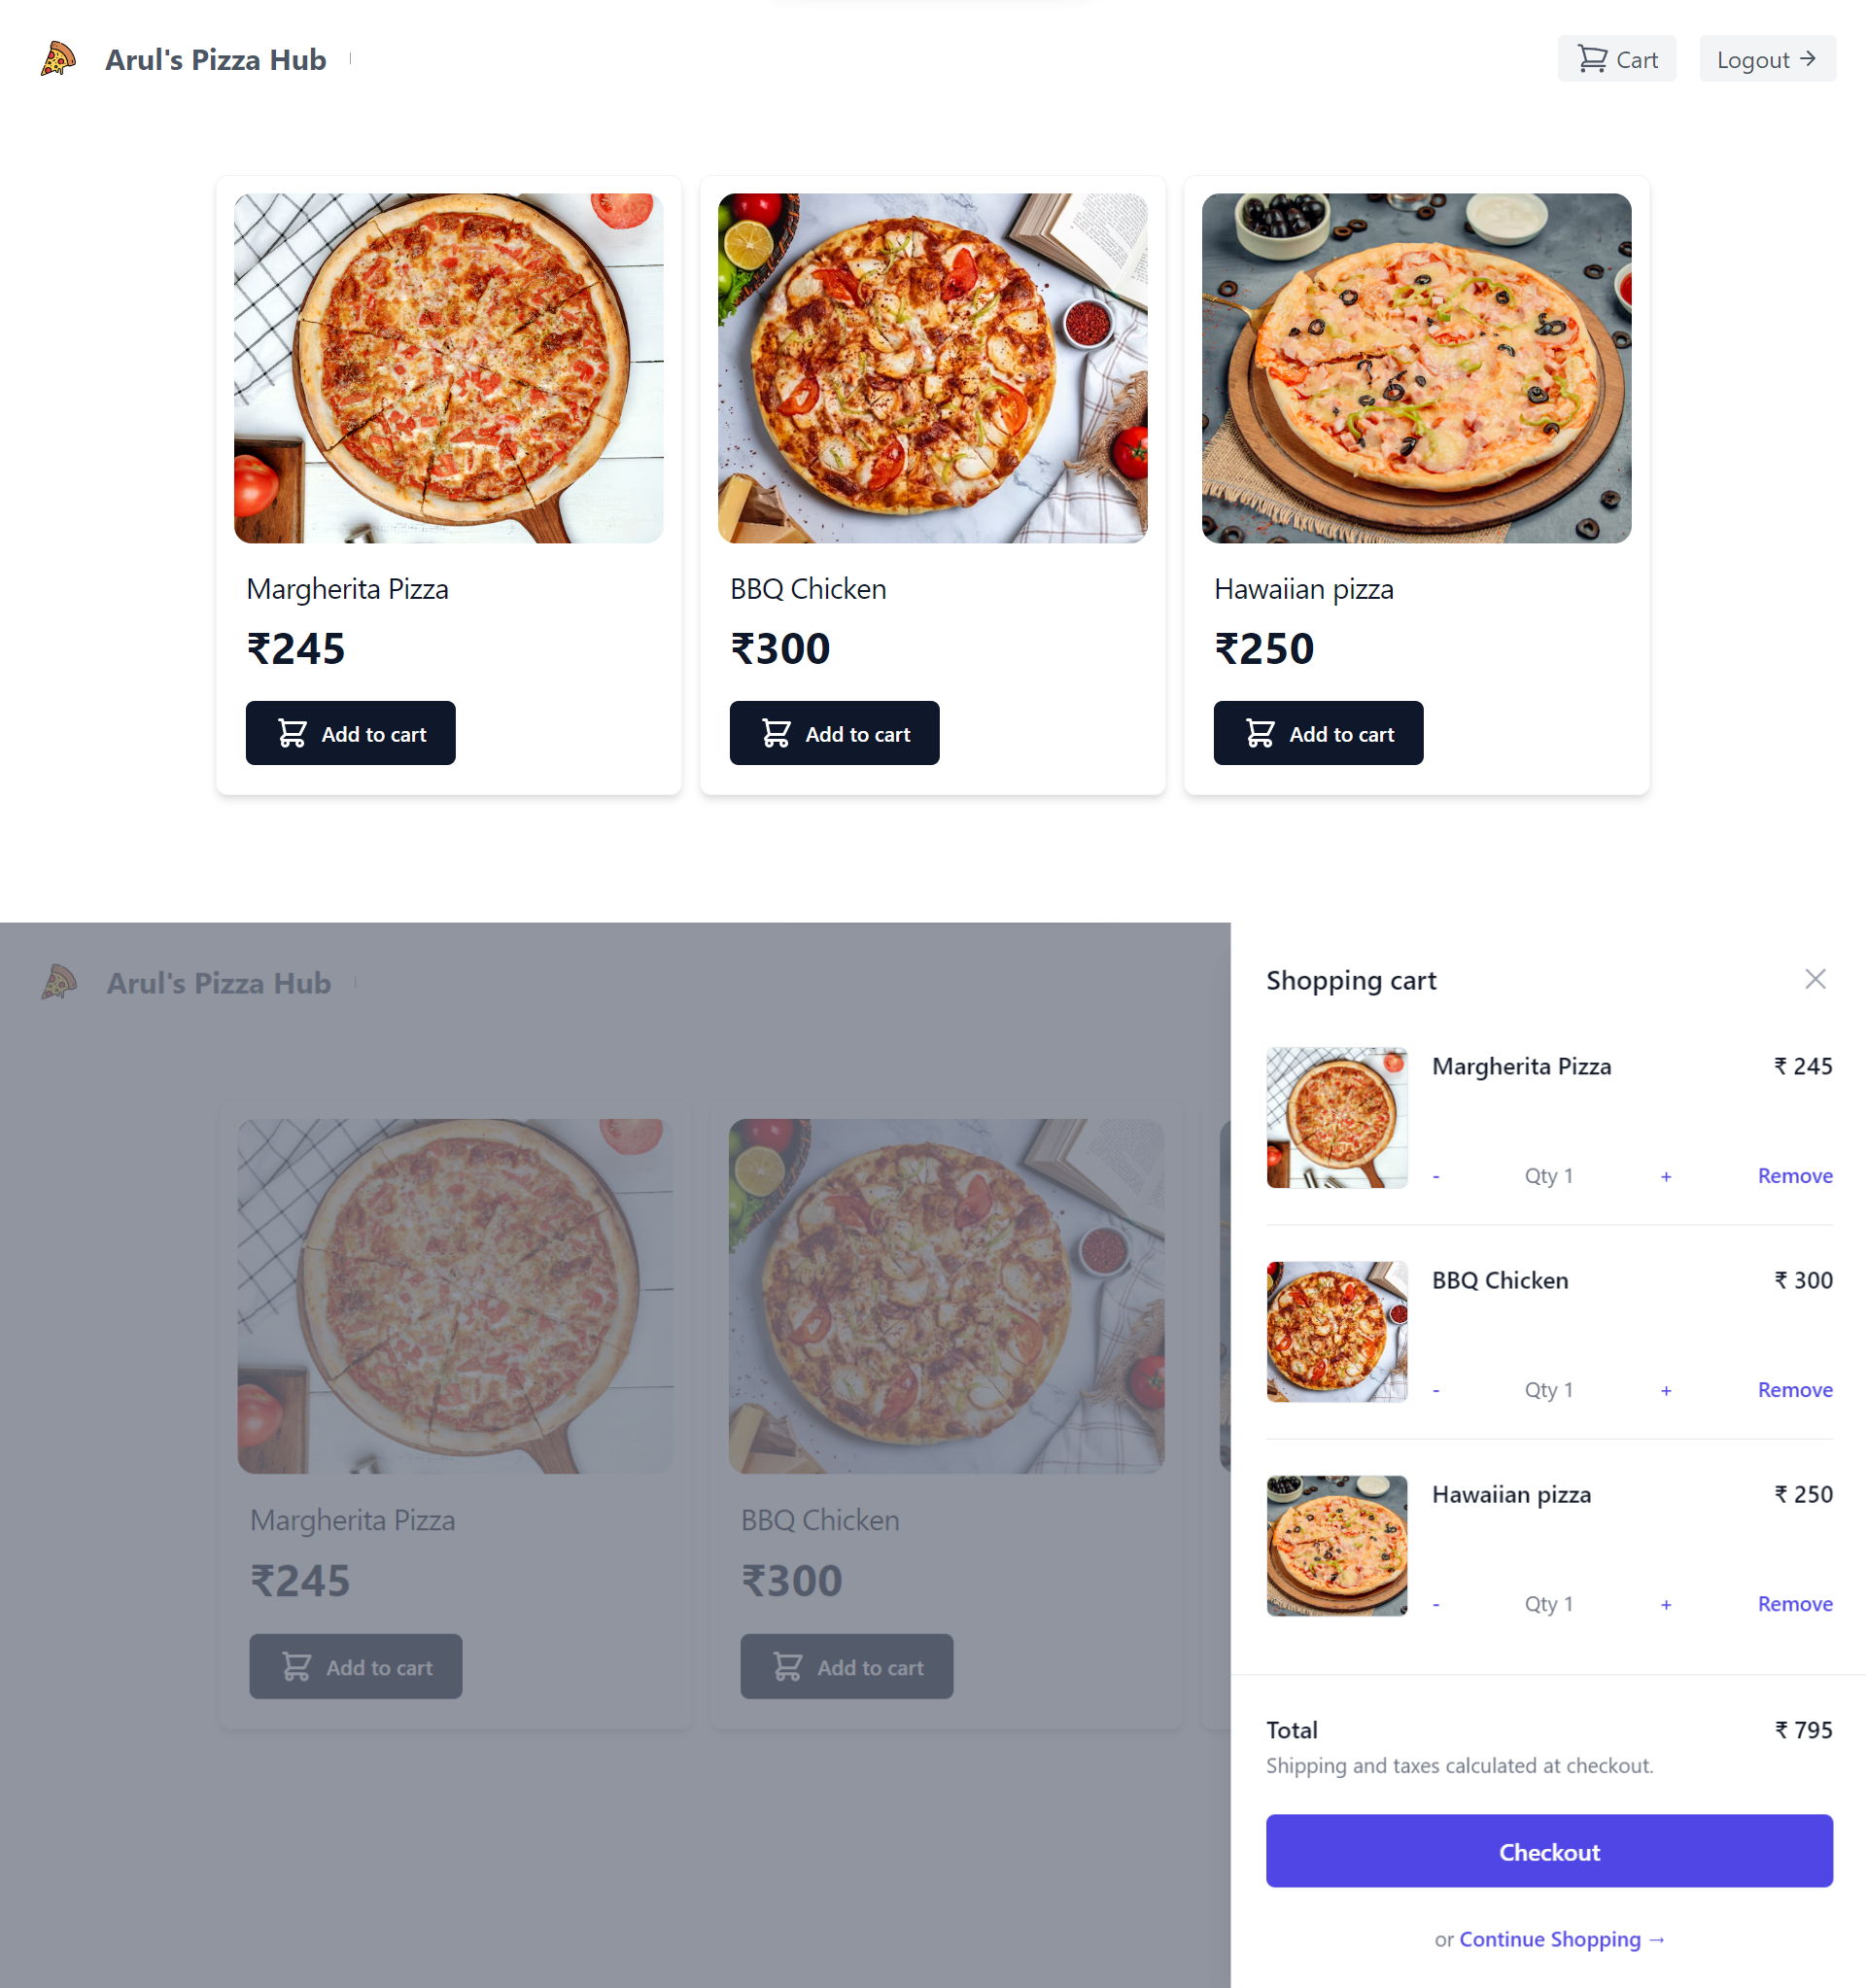 Arul's Pizza Hub
Cart
Logout →
Margherita Pizza
₹245
Add to cart
BBQ Chicken
₹300
Add to cart
Hawaiian pizza
₹250
Add to cart
Arul's Pizza Hub
Margherita Pizza
₹245
Add to cart
BBQ Chicken
₹300
Add to cart
Shopping cart
Margherita Pizza ₹ 245
- Qty 1 + Remove
BBQ Chicken ₹ 300
- Qty 1 + Remove
Hawaiian pizza ₹ 250
- Qty 1 + Remove
Total ₹ 795
Shipping and taxes calculated at checkout.
Checkout
or Continue Shopping →